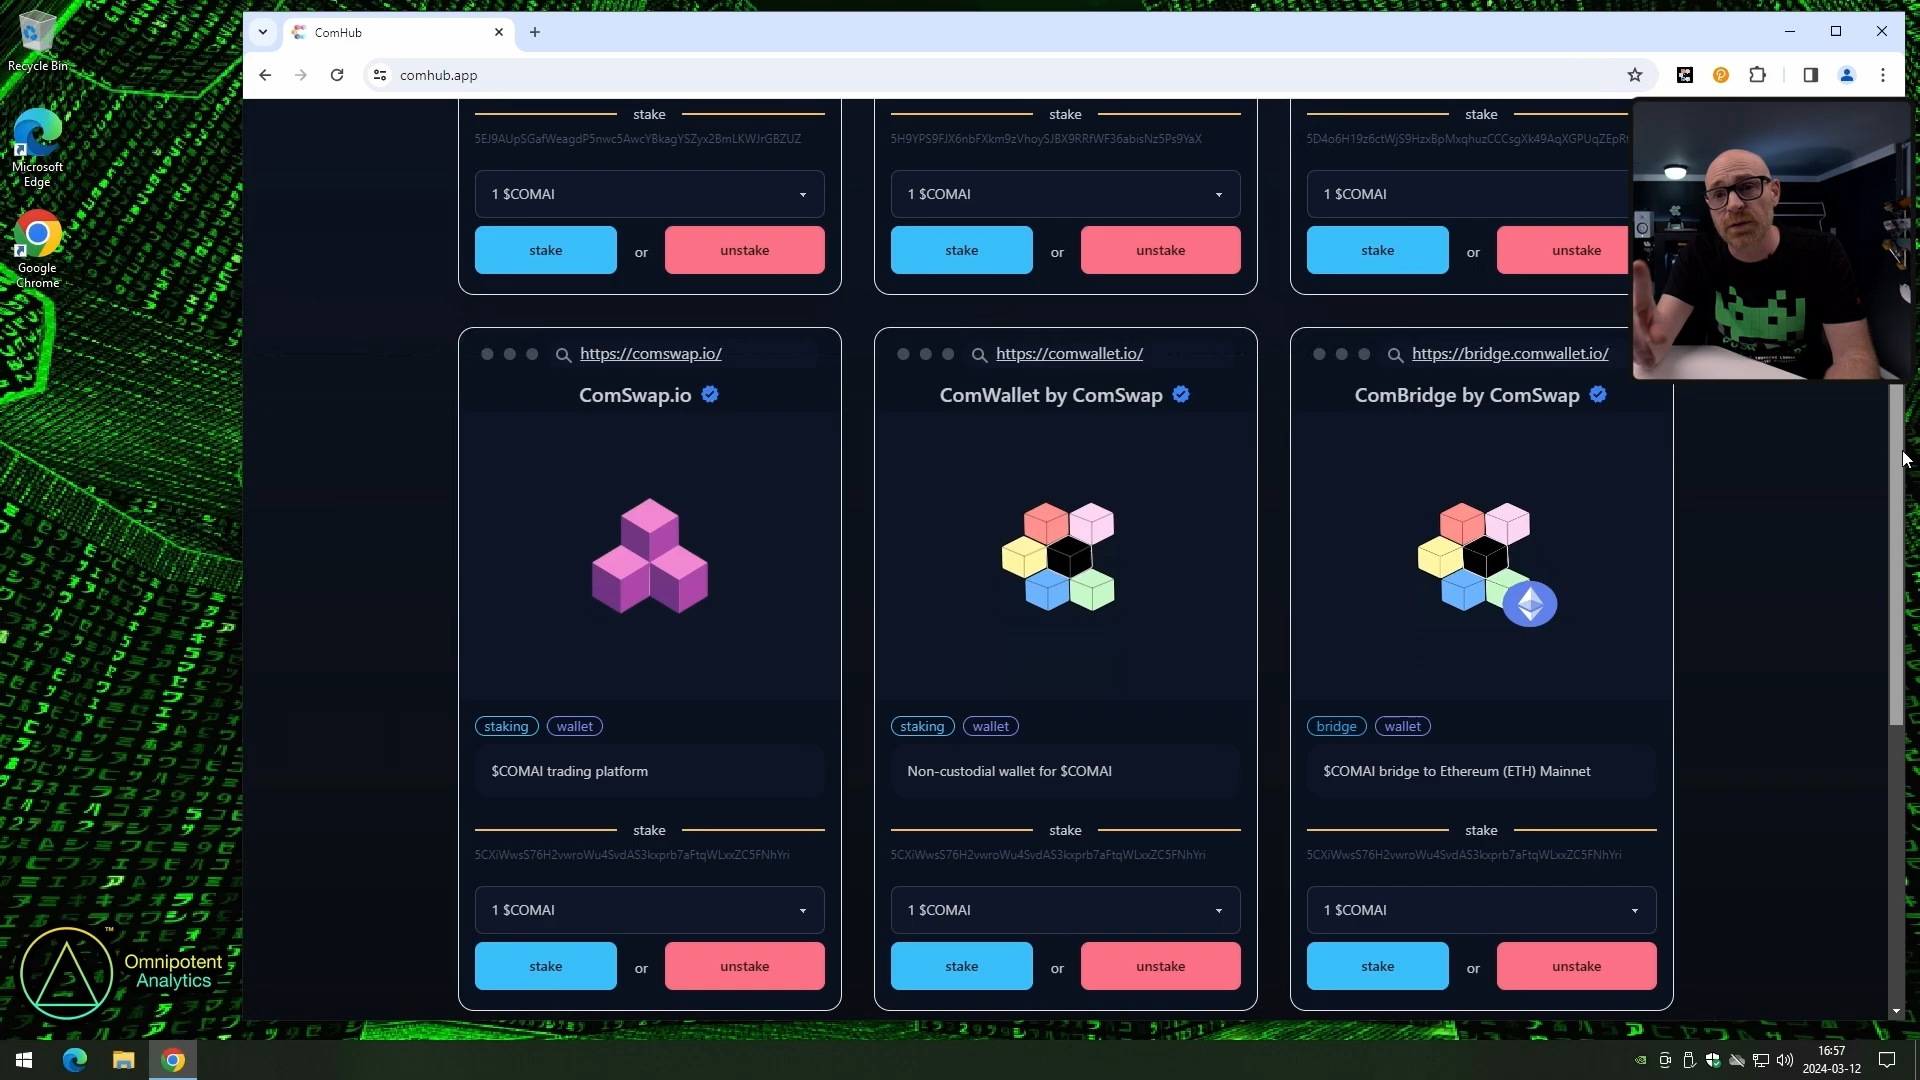 Recycle Bin
Microsoft
Edge
Google
Chrome
ComHub
comhub.app
stake
5EJ9AUpSGafWeagdP5nwc5AwcYBkagYSZyx2BmLKWJrGBZUZ
1 $COMAI
stake or unstake
stake
5H9YPS9FJX6nbFXkm9zVhoySJBX9RRfWF36abisNz5Ps9YaX
1 $COMAI
stake or unstake
stake
1 $COMAI
stake or unstake
https://comswap.io/
ComSwap.io
staking wallet
$COMAI trading platform
stake
5CXiWwsS76H2vwroWu4SvdAS3kxprb7aFtqWLxxZC5FNhYri
1 $COMAI
stake or unstake
https://comwallet.io/
ComWallet by ComSwap
staking wallet
Non-custodial wallet for $COMAI
stake
5CXiWwsS76H2vwroWu4SvdAS3kxprb7aFtqWLxxZC5FNhYri
1 $COMAI
stake or unstake
https://bridge.comwallet.io/
ComBridge by ComSwap
bridge wallet
$COMAI bridge to Ethereum (ETH) Mainnet
stake
5CXiWwsS76H2vwroWu4SvdAS3kxprb7aFtqWLxxZC5FNhYri
1 $COMAI
stake or unstake
Omnipotent
Analytics
™
16:57
2024-03-12